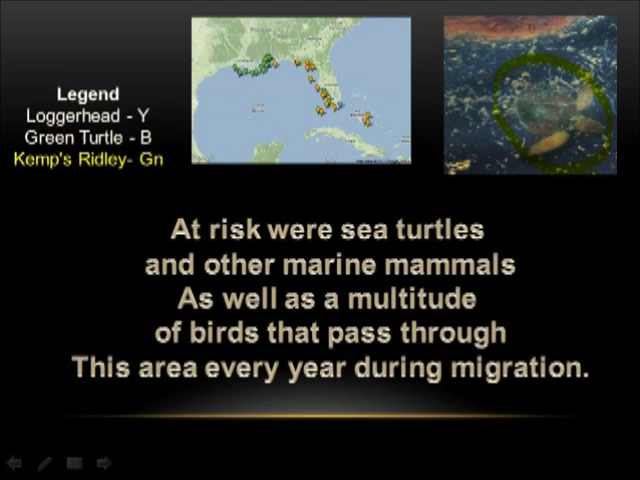 Legend
Loggerhead - Y
Green Turtle - B
Kemp's Ridley- Gn
At risk were sea turtles
and other marine mammals
As well as a multitude
of birds that pass through
This area every year during migration.